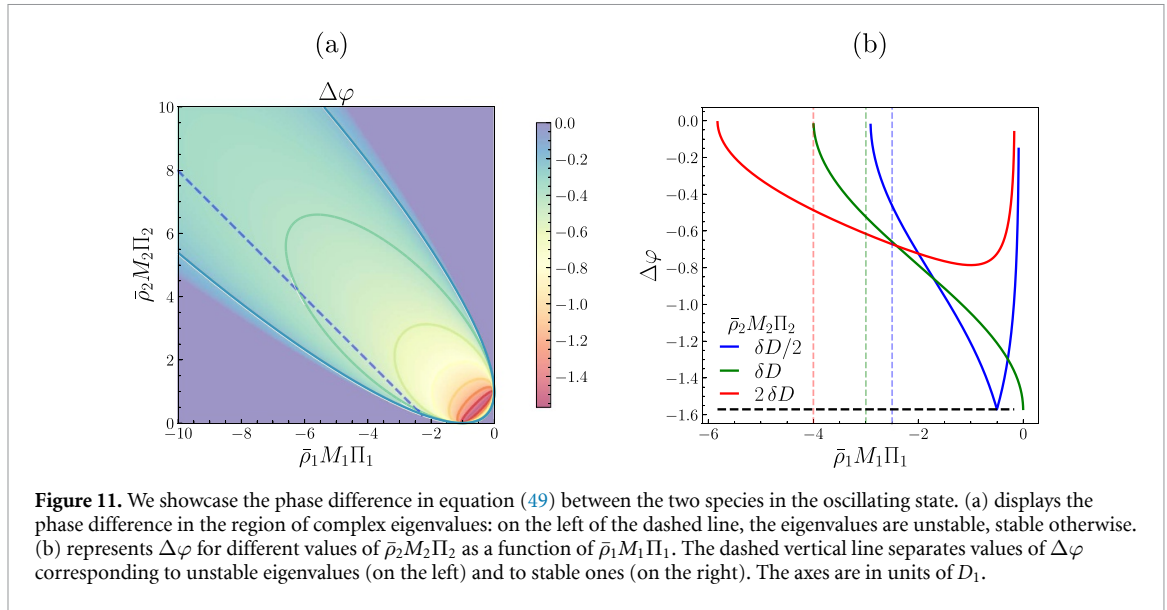 (a)
(b)
Δφ
10
8
6
4
2
0
ρ̄₂M₂Π₂
−10
−8
−6
−4
−2
0
ρ̄₁M₁Π₁
0.0
−0.2
−0.4
−0.6
−0.8
−1.0
−1.2
−1.4
0.0
−0.2
−0.4
−0.6
−0.8
−1.0
−1.2
−1.4
−1.6
Δφ
ρ̄₂M₂Π₂
δD/2
δD
2 δD
−6
−4
−2
0
ρ̄₁M₁Π₁
Figure 11. We showcase the phase difference in equation (49) between the two species in the oscillating state. (a) displays the
phase difference in the region of complex eigenvalues: on the left of the dashed line, the eigenvalues are unstable, stable otherwise.
(b) represents Δφ for different values of ρ̄₂M₂Π₂ as a function of ρ̄₁M₁Π₁. The dashed vertical line separates values of Δφ
corresponding to unstable eigenvalues (on the left) and to stable ones (on the right). The axes are in units of D₁.